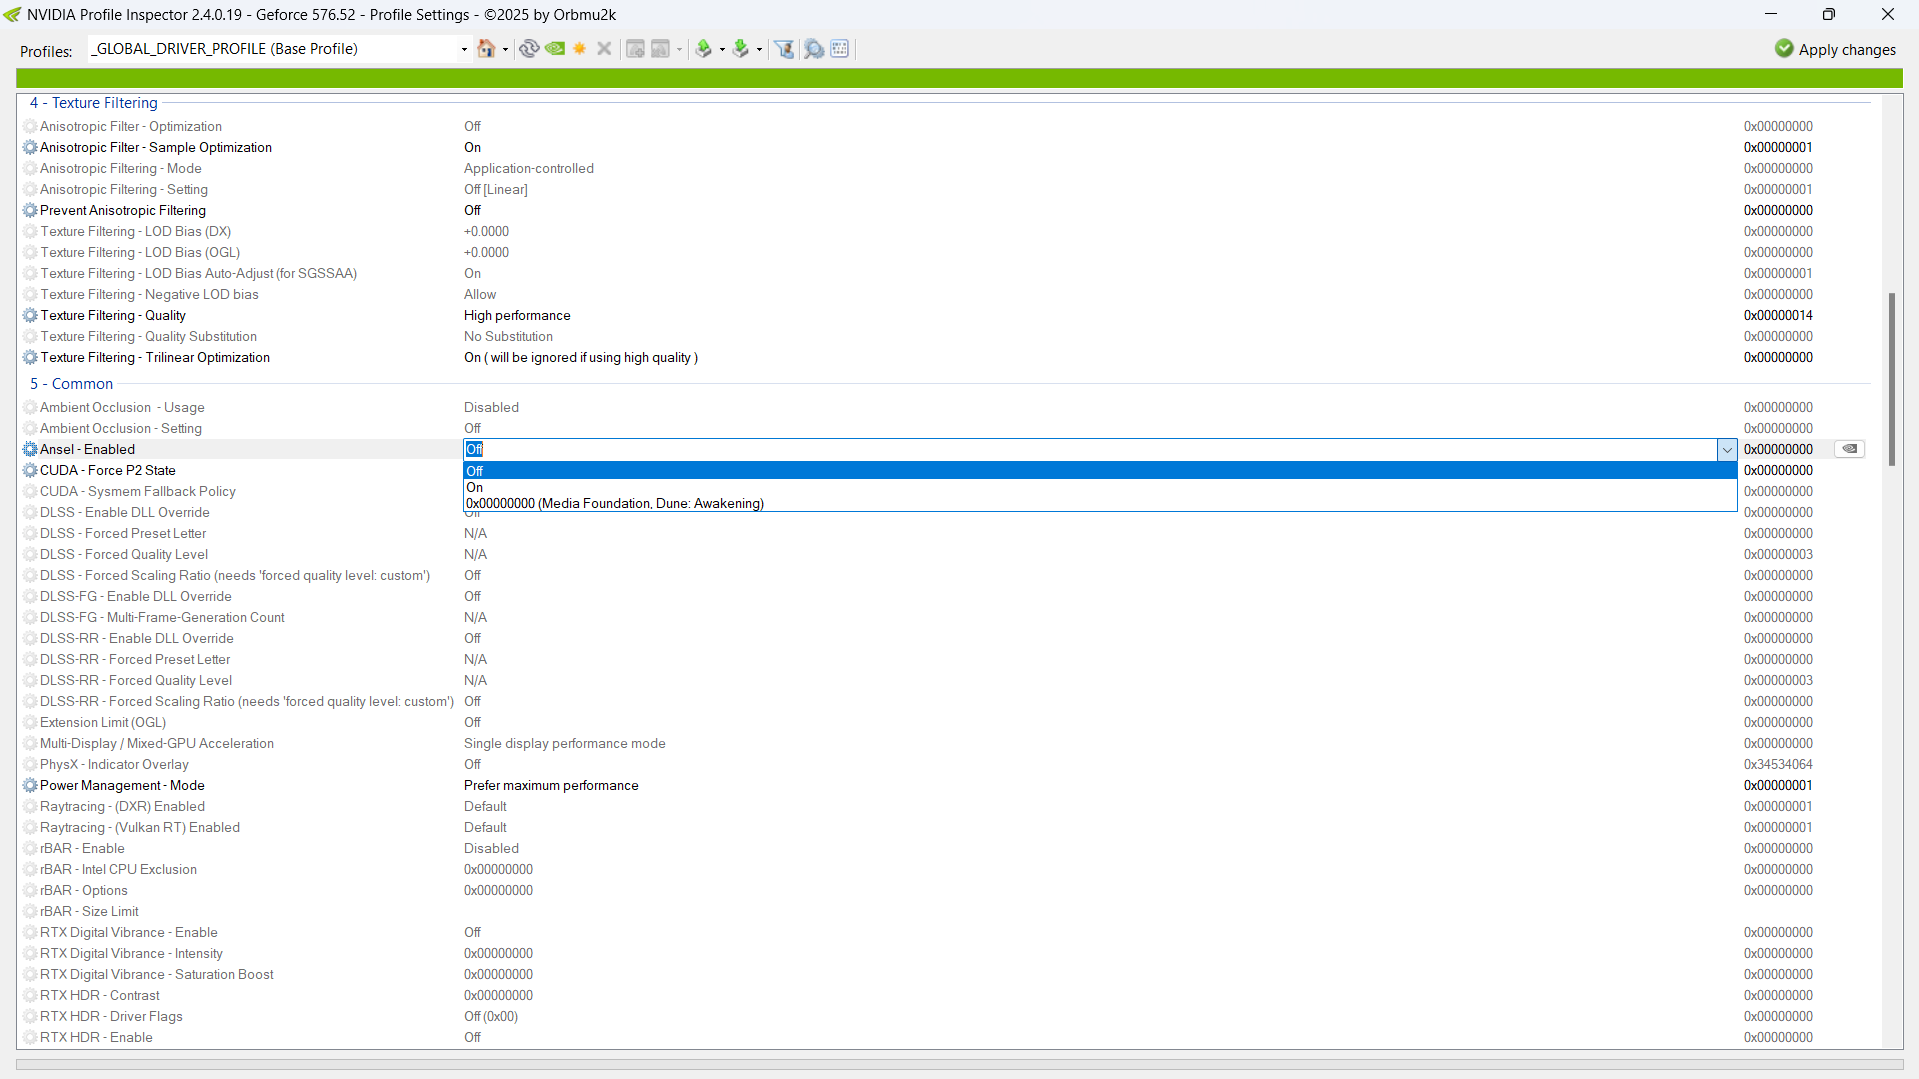 NVIDIA Profile Inspector 2.4.0.19 - Geforce 576.52 - Profile Settings - ©2025 by Orbmu2k
Profiles: _GLOBAL_DRIVER_PROFILE (Base Profile) Apply changes
4 - Texture Filtering
Anisotropic Filter - Optimization Off 0x00000000
Anisotropic Filter - Sample Optimization On 0x00000001
Anisotropic Filtering - Mode Application-controlled 0x00000000
Anisotropic Filtering - Setting Off [Linear] 0x00000001
Prevent Anisotropic Filtering Off 0x00000000
Texture Filtering - LOD Bias (DX) +0.0000 0x00000000
Texture Filtering - LOD Bias (OGL) +0.0000 0x00000000
Texture Filtering - LOD Bias Auto-Adjust (for SGSSAA) On 0x00000001
Texture Filtering - Negative LOD bias Allow 0x00000000
Texture Filtering - Quality High performance 0x00000014
Texture Filtering - Quality Substitution No Substitution 0x00000000
Texture Filtering - Trilinear Optimization On ( will be ignored if using high quality ) 0x00000000
5 - Common
Ambient Occlusion - Usage Disabled 0x00000000
Ambient Occlusion - Setting Off 0x00000000
Ansel - Enabled Off 0x00000000
CUDA - Force P2 State Off 0x00000000
On
CUDA - Sysmem Fallback Policy 0x00000000
0x00000000 (Media Foundation, Dune: Awakening)
DLSS - Enable DLL Override Off 0x00000000
DLSS - Forced Preset Letter N/A 0x00000000
DLSS - Forced Quality Level N/A 0x00000003
DLSS - Forced Scaling Ratio (needs 'forced quality level: custom') Off 0x00000000
DLSS-FG - Enable DLL Override Off 0x00000000
DLSS-FG - Multi-Frame-Generation Count N/A 0x00000000
DLSS-RR - Enable DLL Override Off 0x00000000
DLSS-RR - Forced Preset Letter N/A 0x00000000
DLSS-RR - Forced Quality Level N/A 0x00000003
DLSS-RR - Forced Scaling Ratio (needs 'forced quality level: custom') Off 0x00000000
Extension Limit (OGL) Off 0x00000000
Multi-Display / Mixed-GPU Acceleration Single display performance mode 0x00000000
PhysX - Indicator Overlay Off 0x34534064
Power Management - Mode Prefer maximum performance 0x00000001
Raytracing - (DXR) Enabled Default 0x00000001
Raytracing - (Vulkan RT) Enabled Default 0x00000001
rBAR - Enable Disabled 0x00000000
rBAR - Intel CPU Exclusion 0x00000000 0x00000000
rBAR - Options 0x00000000 0x00000000
rBAR - Size Limit
RTX Digital Vibrance - Enable Off 0x00000000
RTX Digital Vibrance - Intensity 0x00000000 0x00000000
RTX Digital Vibrance - Saturation Boost 0x00000000 0x00000000
RTX HDR - Contrast 0x00000000 0x00000000
RTX HDR - Driver Flags Off (0x00) 0x00000000
RTX HDR - Enable Off 0x00000000